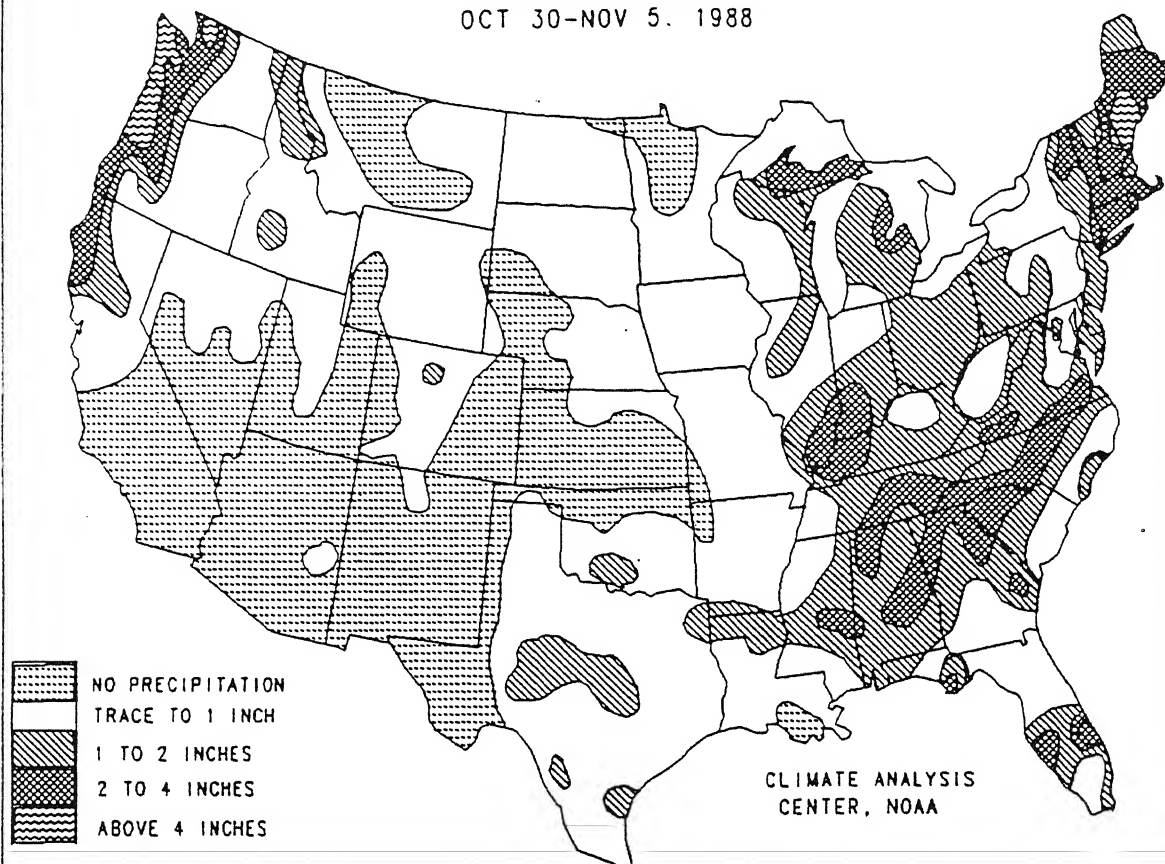 OCT 30-NOV 5. 1988
NO PRECIPITATION
TRACE TO 1 INCH
1 TO 2 INCHES
2 TO 4 INCHES
ABOVE 4 INCHES
CLIMATE ANALYSIS
CENTER, NOAA